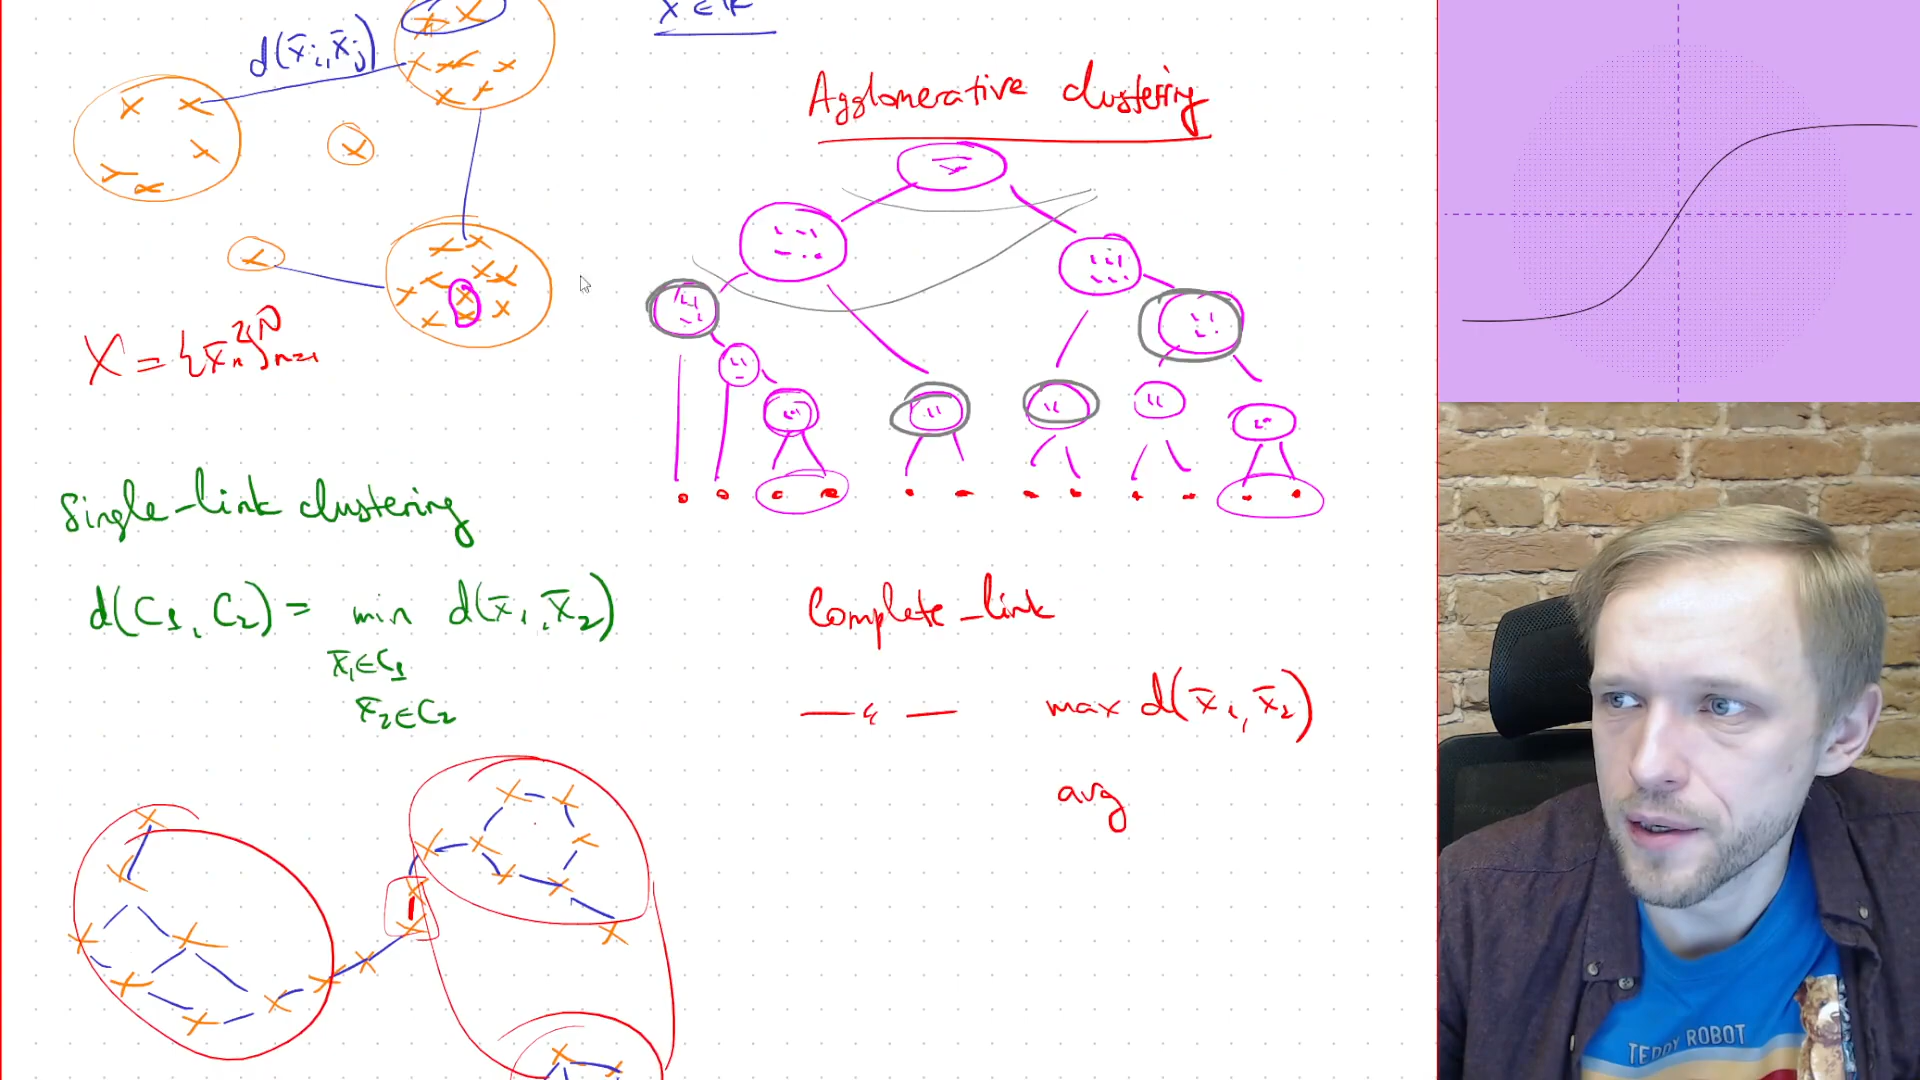 d(x̄ᵢ, x̄ⱼ)
Agglomerative clustering
X = {x̄ₙ}ᴺₙ₌₁
Single-link clustering
d(C₁, C₂) = min d(x̄₁, x̄₂)
x̄₁∈C₁
x̄₂∈C₂
Complete-link
max d(x̄₁, x̄₂)
avg
TEDDY ROBOT